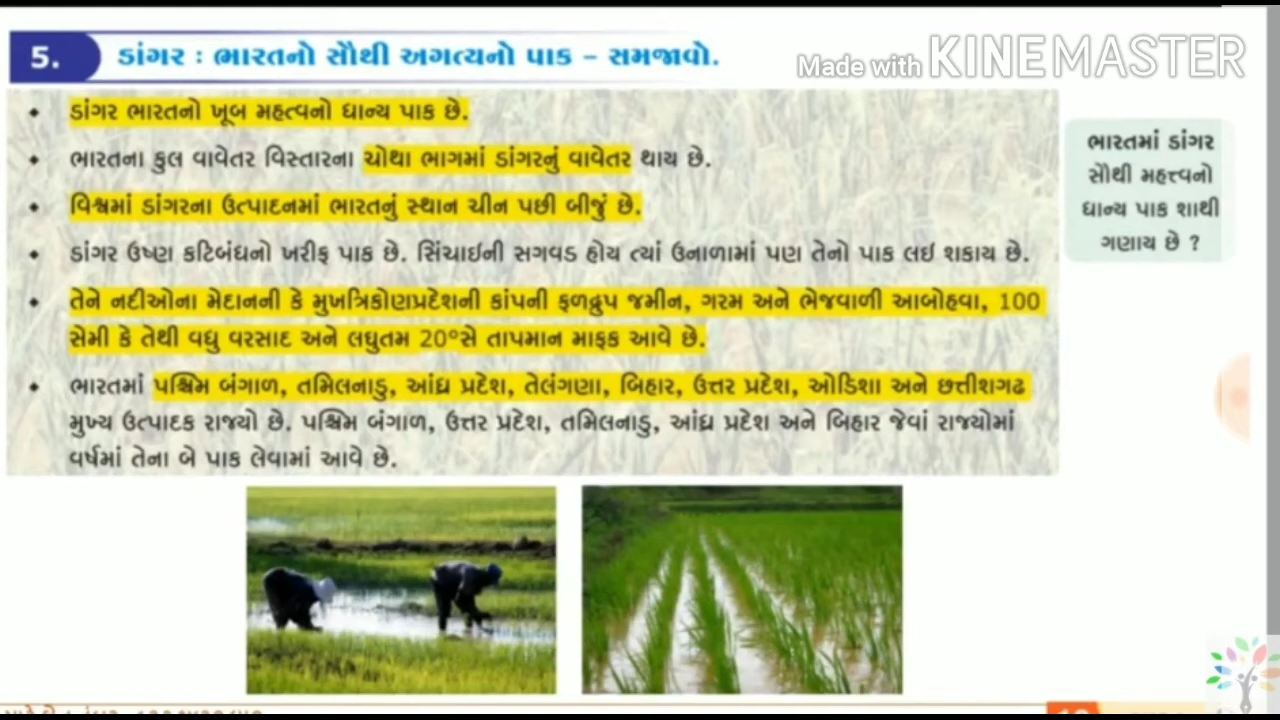 5. ડાંગર : ભારતનો સૌથી અગત્યનો પાક – સમજાવો.
Made with KINEMASTER
• ડાંગર ભારતનો ખૂબ મહત્વનો ધાન્ય પાક છે.
• ભારતના કુલ વાવેતર વિસ્તારના ચોથા ભાગમાં ડાંગરનું વાવેતર થાય છે.
• વિશ્વમાં ડાંગરના ઉત્પાદનમાં ભારતનું સ્થાન ચીન પછી બીજું છે.
• ડાંગર ઉષ્ણ કટિબંધનો ખરીફ પાક છે. સિંચાઈની સગવડ હોય ત્યાં ઉનાળામાં પણ તેનો પાક લઈ શકાય છે.
• તેને નદીઓના મેદાનની કે મુખત્રિકોણપ્રદેશની કાંપની ફળદ્રુપ જમીન, ગરમ અને ભેજવાળી આબોહવા, 100
સેમી કે તેથી વધુ વરસાદ અને લઘુતમ 20°સે તાપમાન માફક આવે છે.
• ભારતમાં પશ્ચિમ બંગાળ, તમિલનાડુ, આંધ્ર પ્રદેશ, તેલંગણા, બિહાર, ઉત્તર પ્રદેશ, ઓડિશા અને છત્તીશગઢ
મુખ્ય ઉત્પાદક રાજ્યો છે. પશ્ચિમ બંગાળ, ઉત્તર પ્રદેશ, તમિલનાડુ, આંધ્ર પ્રદેશ અને બિહાર જેવાં રાજ્યોમાં
વર્ષમાં તેના બે પાક લેવામાં આવે છે.
ભારતમાં ડાંગર
સૌથી મહત્ત્વનો
ધાન્ય પાક શાથી
ગણાય છે ?